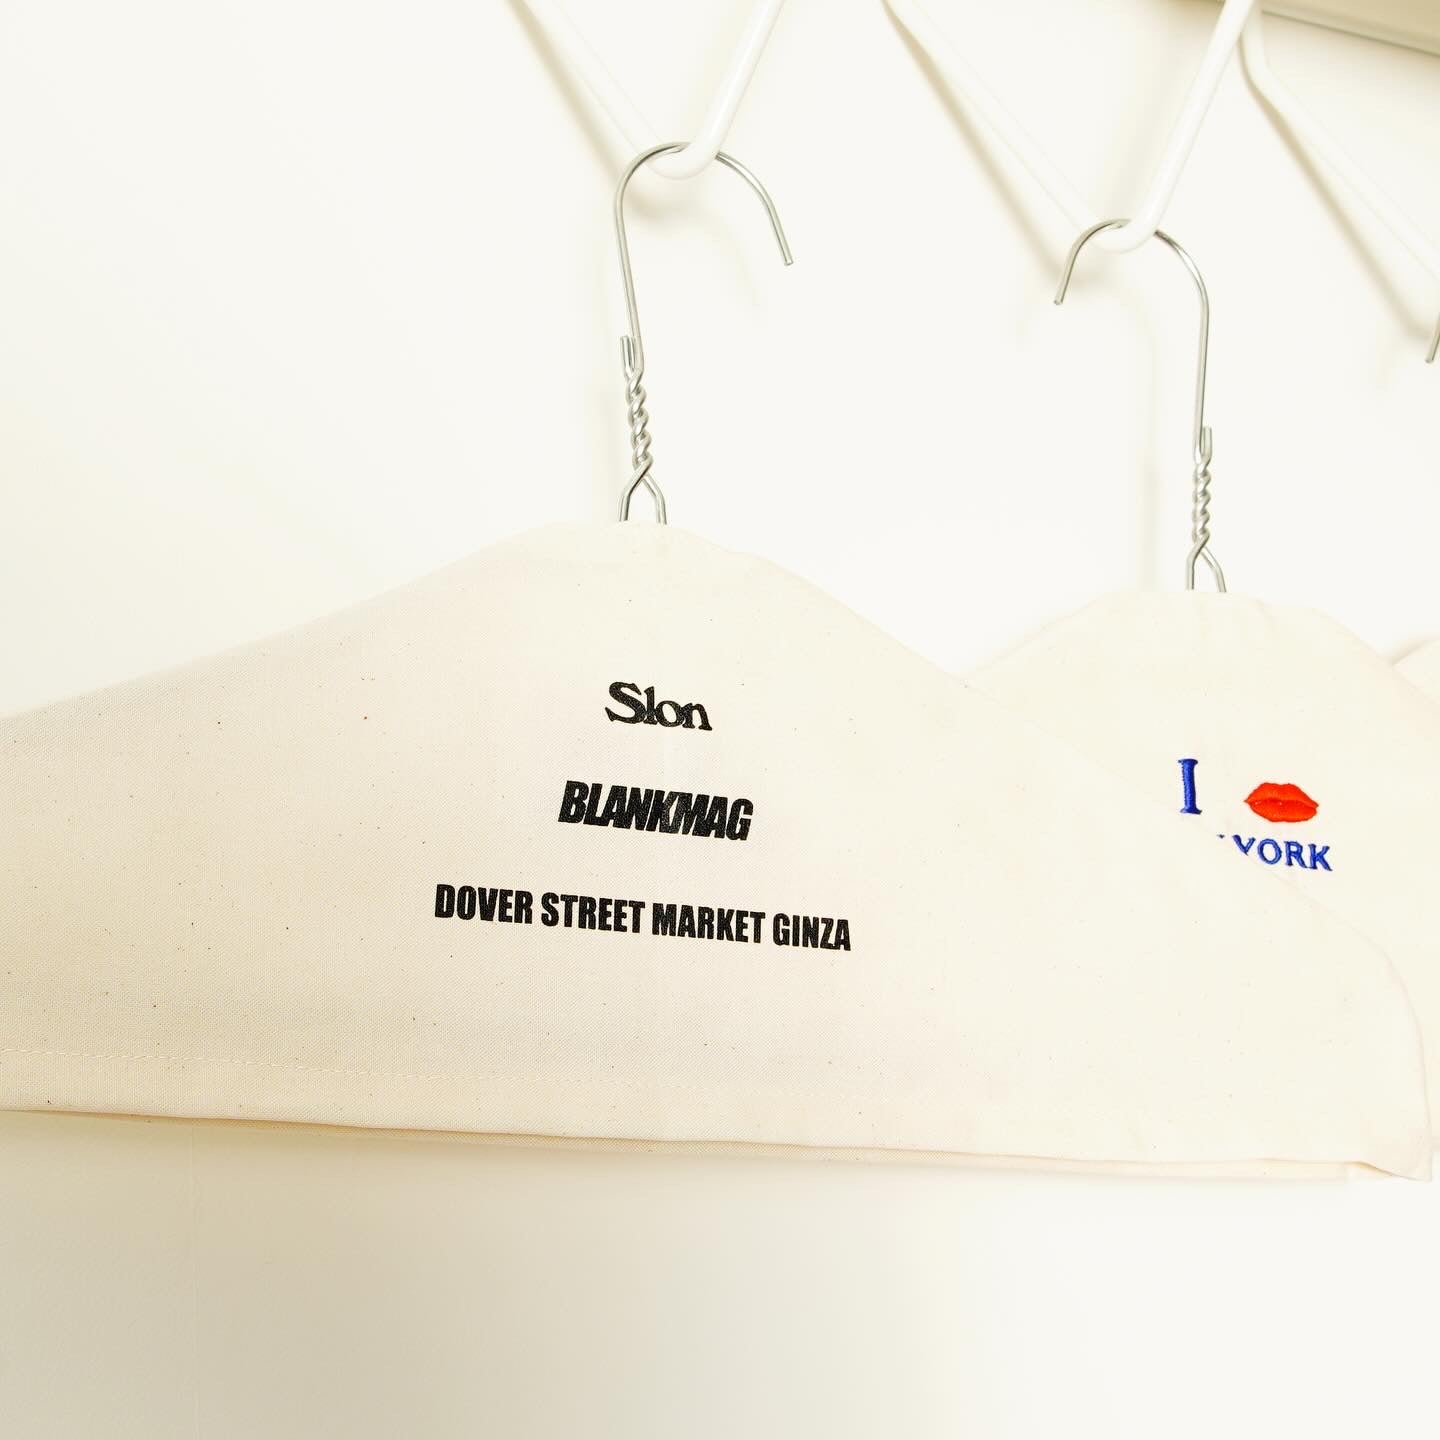 Slon
BLANKMAG
DOVER STREET MARKET GINZA
I
YORK